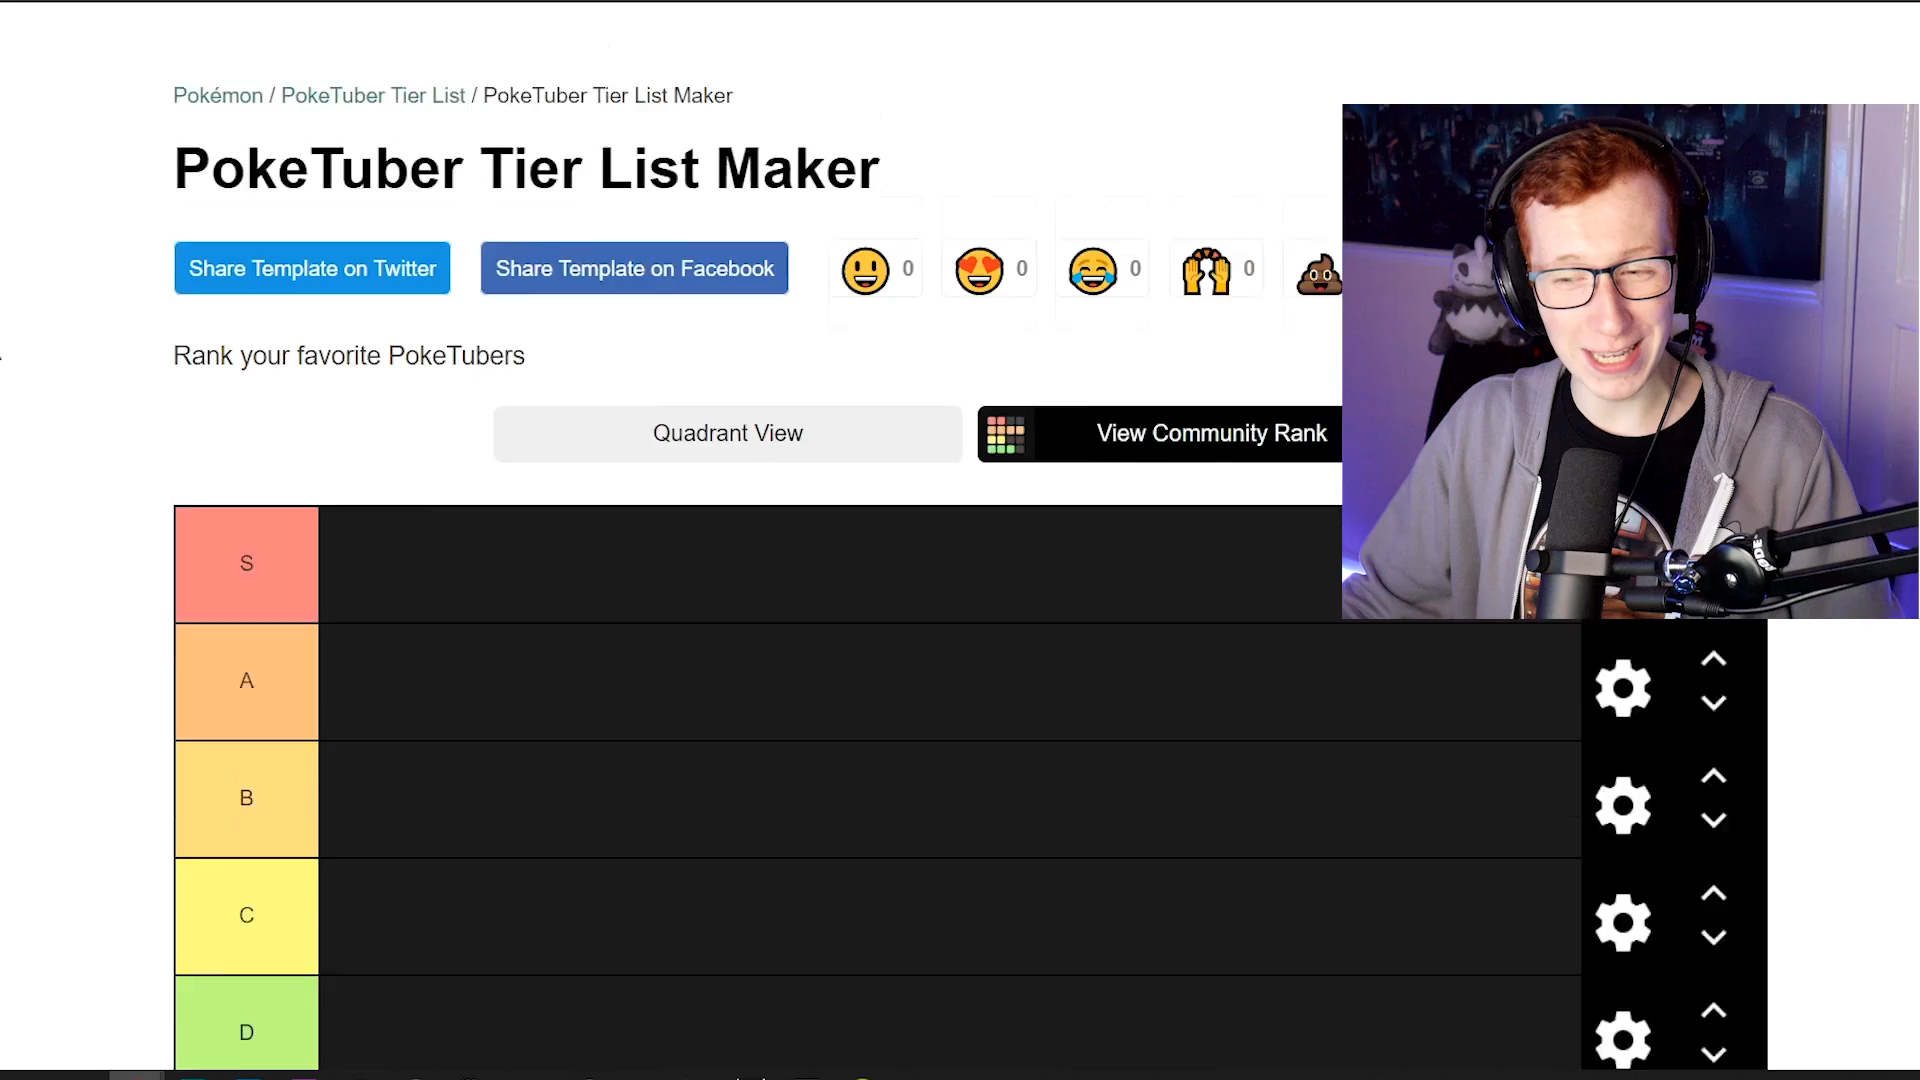 Pokémon / PokeTuber Tier List / PokeTuber Tier List Maker
PokeTuber Tier List Maker
Share Template on Twitter
Share Template on Facebook
0
0
0
0
Rank your favorite PokeTubers
Quadrant View
View Community Rank
S
A
B
C
D
RODE